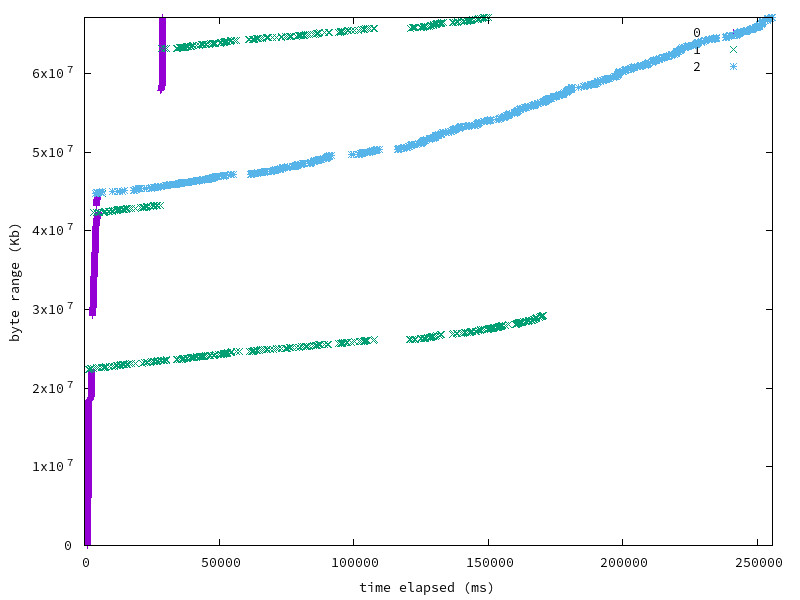 0
1
2
6x10^7
5x10^7
4x10^7
3x10^7
2x10^7
1x10^7
0
byte range (Kb)
0 50000 100000 150000 200000 250000
time elapsed (ms)